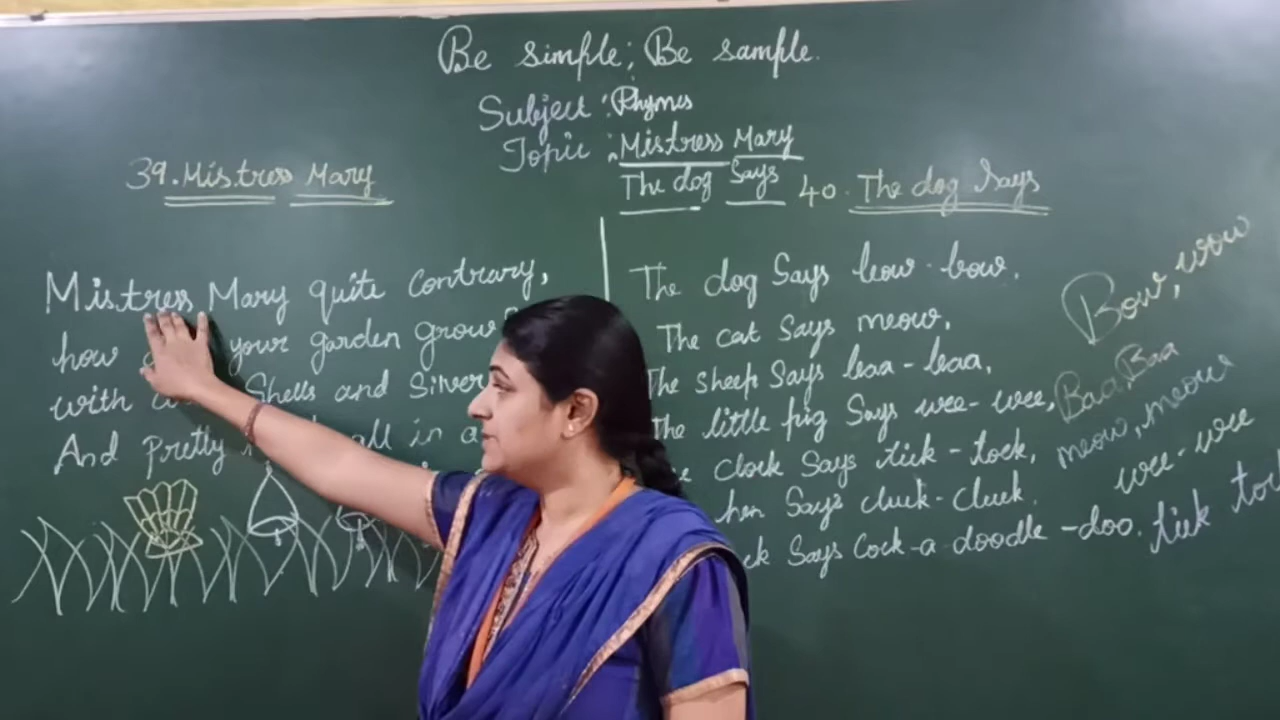 Be simple; Be sample.
Subject : Rhymes
Topic : Mistress Mary
The dog Says
39. Mistress Mary
Mistress Mary quite Contrary,
how your garden grow
with Shells and Silver
And Pretty all in a
40. The dog Says
The dog Says bow-bow.
The cat Says meow.
The Sheep Says baa-baa,
The little pig Says wee-wee,
Clock Says tick-tock,
hen Says cluck-Cluck.
Says Cock-a doodle-doo.
Bow, wow
Baa, Baa
meow, meow
wee-wee
tick